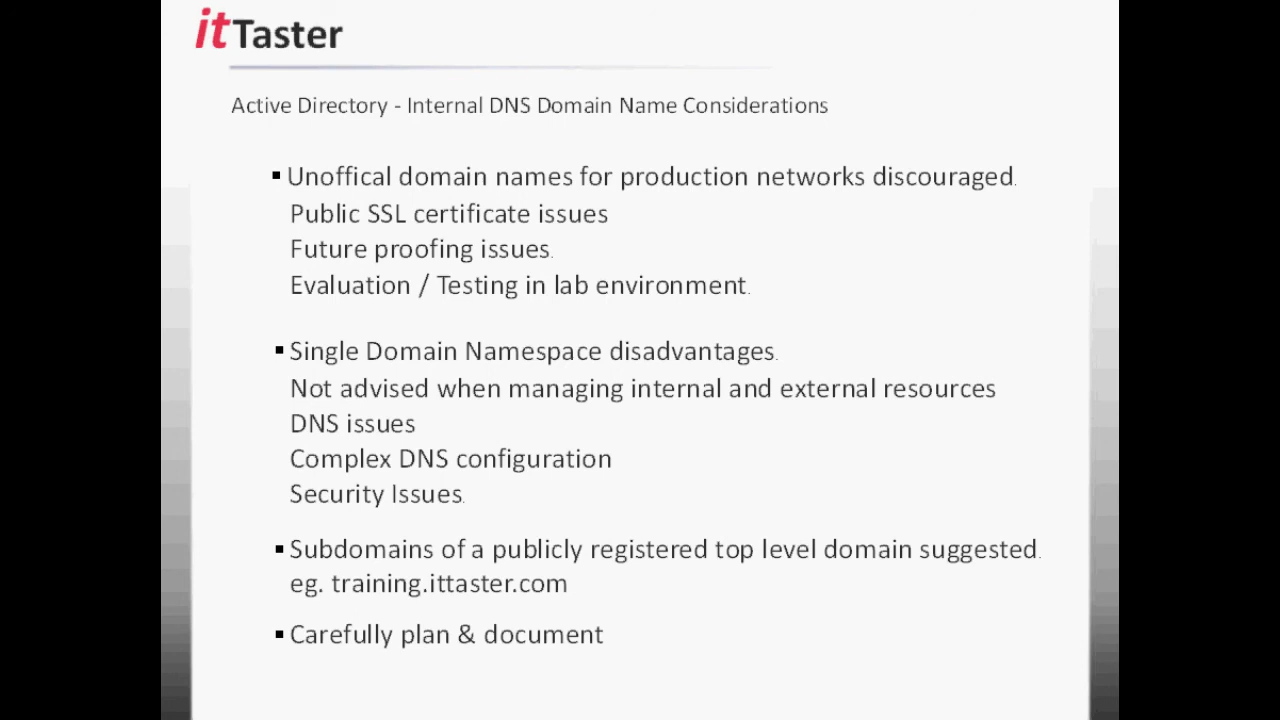 itTaster
Active Directory - Internal DNS Domain Name Considerations
▪ Unoffical domain names for production networks discouraged.
Public SSL certificate issues
Future proofing issues.
Evaluation / Testing in lab environment.
▪ Single Domain Namespace disadvantages.
Not advised when managing internal and external resources
DNS issues
Complex DNS configuration
Security Issues.
▪ Subdomains of a publicly registered top level domain suggested.
eg. training.ittaster.com
▪ Carefully plan & document